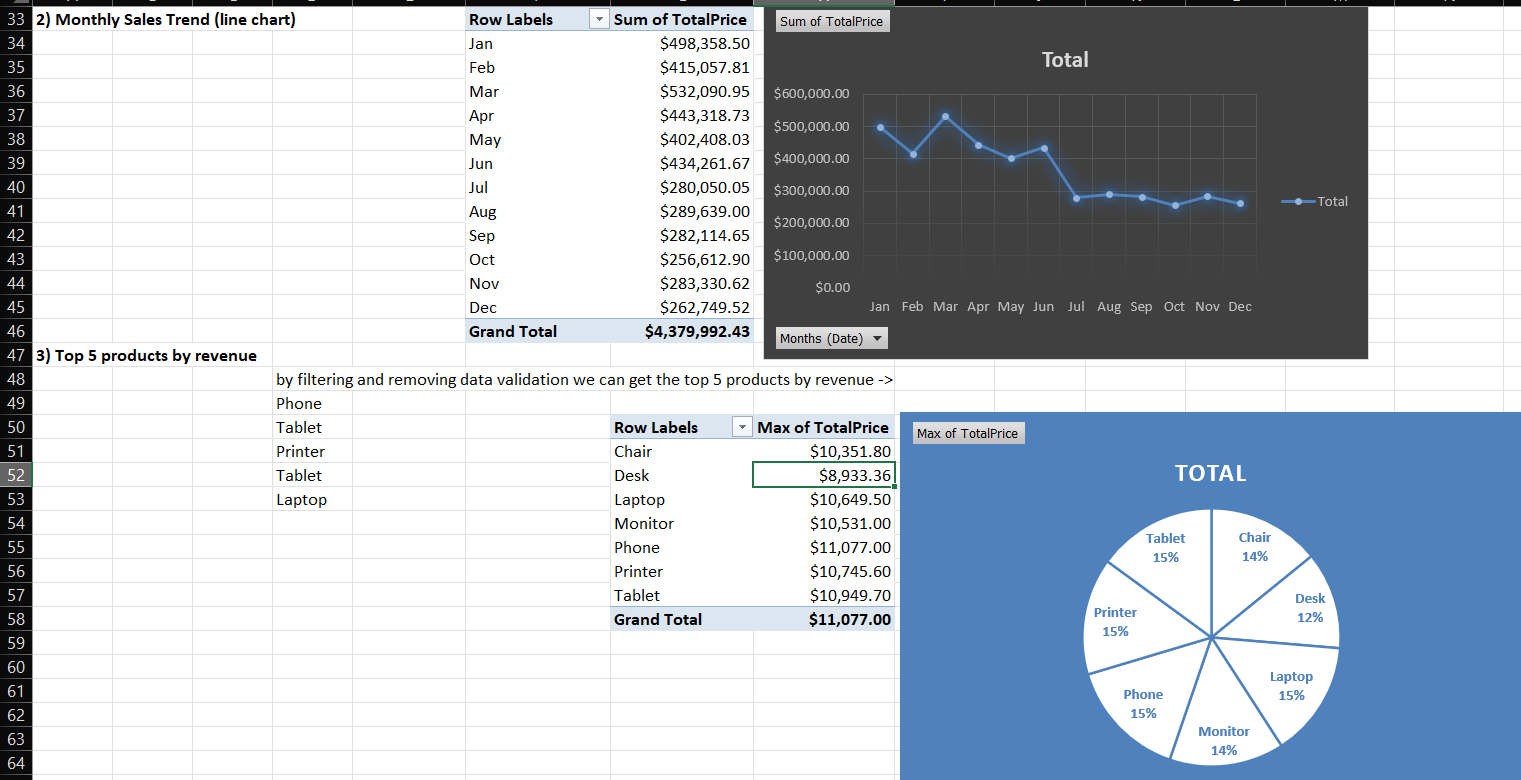 33 2) Monthly Sales Trend (line chart) Row Labels Sum of TotalPrice
34 Jan $498,358.50
35 Feb $415,057.81
36 Mar $532,090.95
37 Apr $443,318.73
38 May $402,408.03
39 Jun $434,261.67
40 Jul $280,050.05
41 Aug $289,639.00
42 Sep $282,114.65
43 Oct $256,612.90
44 Nov $283,330.62
45 Dec $262,749.52
46 Grand Total $4,379,992.43
Sum of TotalPrice
Total
$600,000.00
$500,000.00
$400,000.00
$300,000.00
$200,000.00
$100,000.00
$0.00
Jan Feb Mar Apr May Jun Jul Aug Sep Oct Nov Dec
Total
Months (Date)
47 3) Top 5 products by revenue
48 by filtering and removing data validation we can get the top 5 products by revenue ->
49 Phone
50 Tablet Row Labels Max of TotalPrice
51 Printer Chair $10,351.80
52 Tablet Desk $8,933.36
53 Laptop Laptop $10,649.50
54 Monitor $10,531.00
55 Phone $11,077.00
56 Printer $10,745.60
57 Tablet $10,949.70
58 Grand Total $11,077.00
59
60
61
62
63
64
Max of TotalPrice
TOTAL
Tablet
15%
Chair
14%
Desk
12%
Printer
15%
Laptop
15%
Phone
15%
Monitor
14%